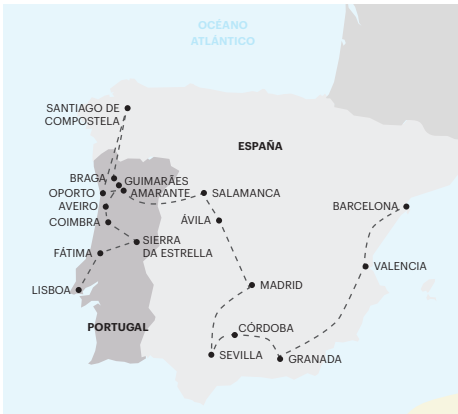 OCÉANO
ATLÁNTICO
SANTIAGO DE
COMPOSTELA
ESPAÑA
BRAGA
GUIMARÃES
OPORTO
AMARANTE
SALAMANCA
AVEIRO
BARCELONA
COIMBRA
ÁVILA
SIERRA
DA ESTRELLA
FÁTIMA
VALENCIA
LISBOA
MADRID
PORTUGAL
CÓRDOBA
SEVILLA
GRANADA